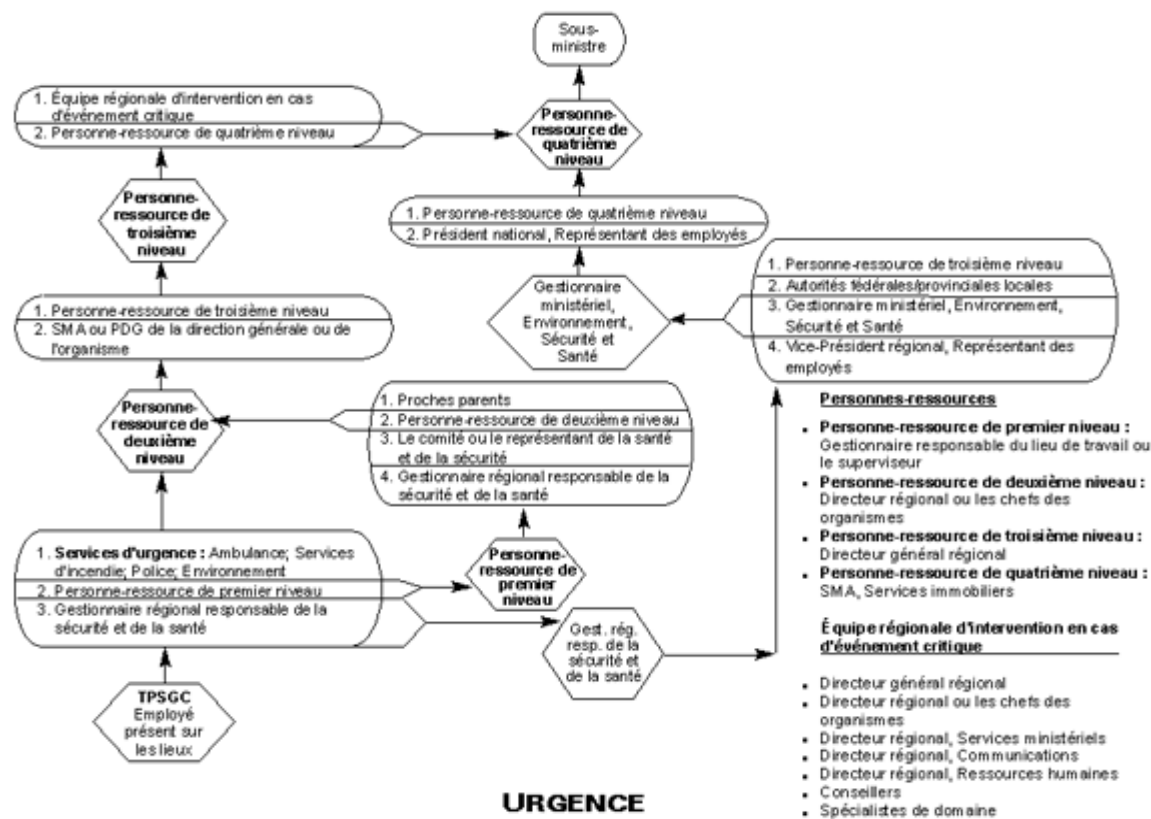 Sous-
ministre
1. Équipe régionale d'intervention en cas
d'événement critique
2. Personne-ressource de quatrième niveau
Personne-
ressource de
quatrième
niveau
Personne-
ressource de
troisième
niveau
1. Personne-ressource de quatrième niveau
2. Président national, Représentant des employés
1. Personne-ressource de troisième niveau
2. Autorités fédérales/provinciales locales
3. Gestionnaire ministériel, Environnement,
Sécurité et Santé
4. Vice-Président régional, Représentant des
employés
Gestionnaire
ministériel,
Environnement,
Sécurité et
Santé
1. Personne-ressource de troisième niveau
2. SMA ou PDG de la direction générale ou de
l'organisme
Personne-
ressource de
deuxième
niveau
1. Proches parents
2. Personne-ressource de deuxième niveau
3. Le comité ou le représentant de la santé
et de la sécurité
4. Gestionnaire régional responsable de la
sécurité et de la santé
1. Services d'urgence : Ambulance; Services
d'incendie; Police; Environnement
2. Personne-ressource de premier niveau
3. Gestionnaire régional responsable de la
sécurité et de la santé
Personne-
ressource de
premier
niveau
Gest. rég.
resp. de la
sécurité et
de la santé
TPSGC
Employé
présent sur
les lieux
Personnes-ressources
• Personne-ressource de premier niveau :
Gestionnaire responsable du lieu de travail ou
le superviseur
• Personne-ressource de deuxième niveau :
Directeur régional ou les chefs des
organismes
• Personne-ressource de troisième niveau :
Directeur général régional
• Personne-ressource de quatrième niveau :
SMA, Services immobiliers
Équipe régionale d'intervention en cas
d'événement critique
• Directeur général régional
• Directeur régional ou les chefs des
organismes
• Directeur régional, Services ministériels
• Directeur régional, Communications
• Directeur régional, Ressources humaines
• Conseillers
• Spécialistes de domaine
URGENCE